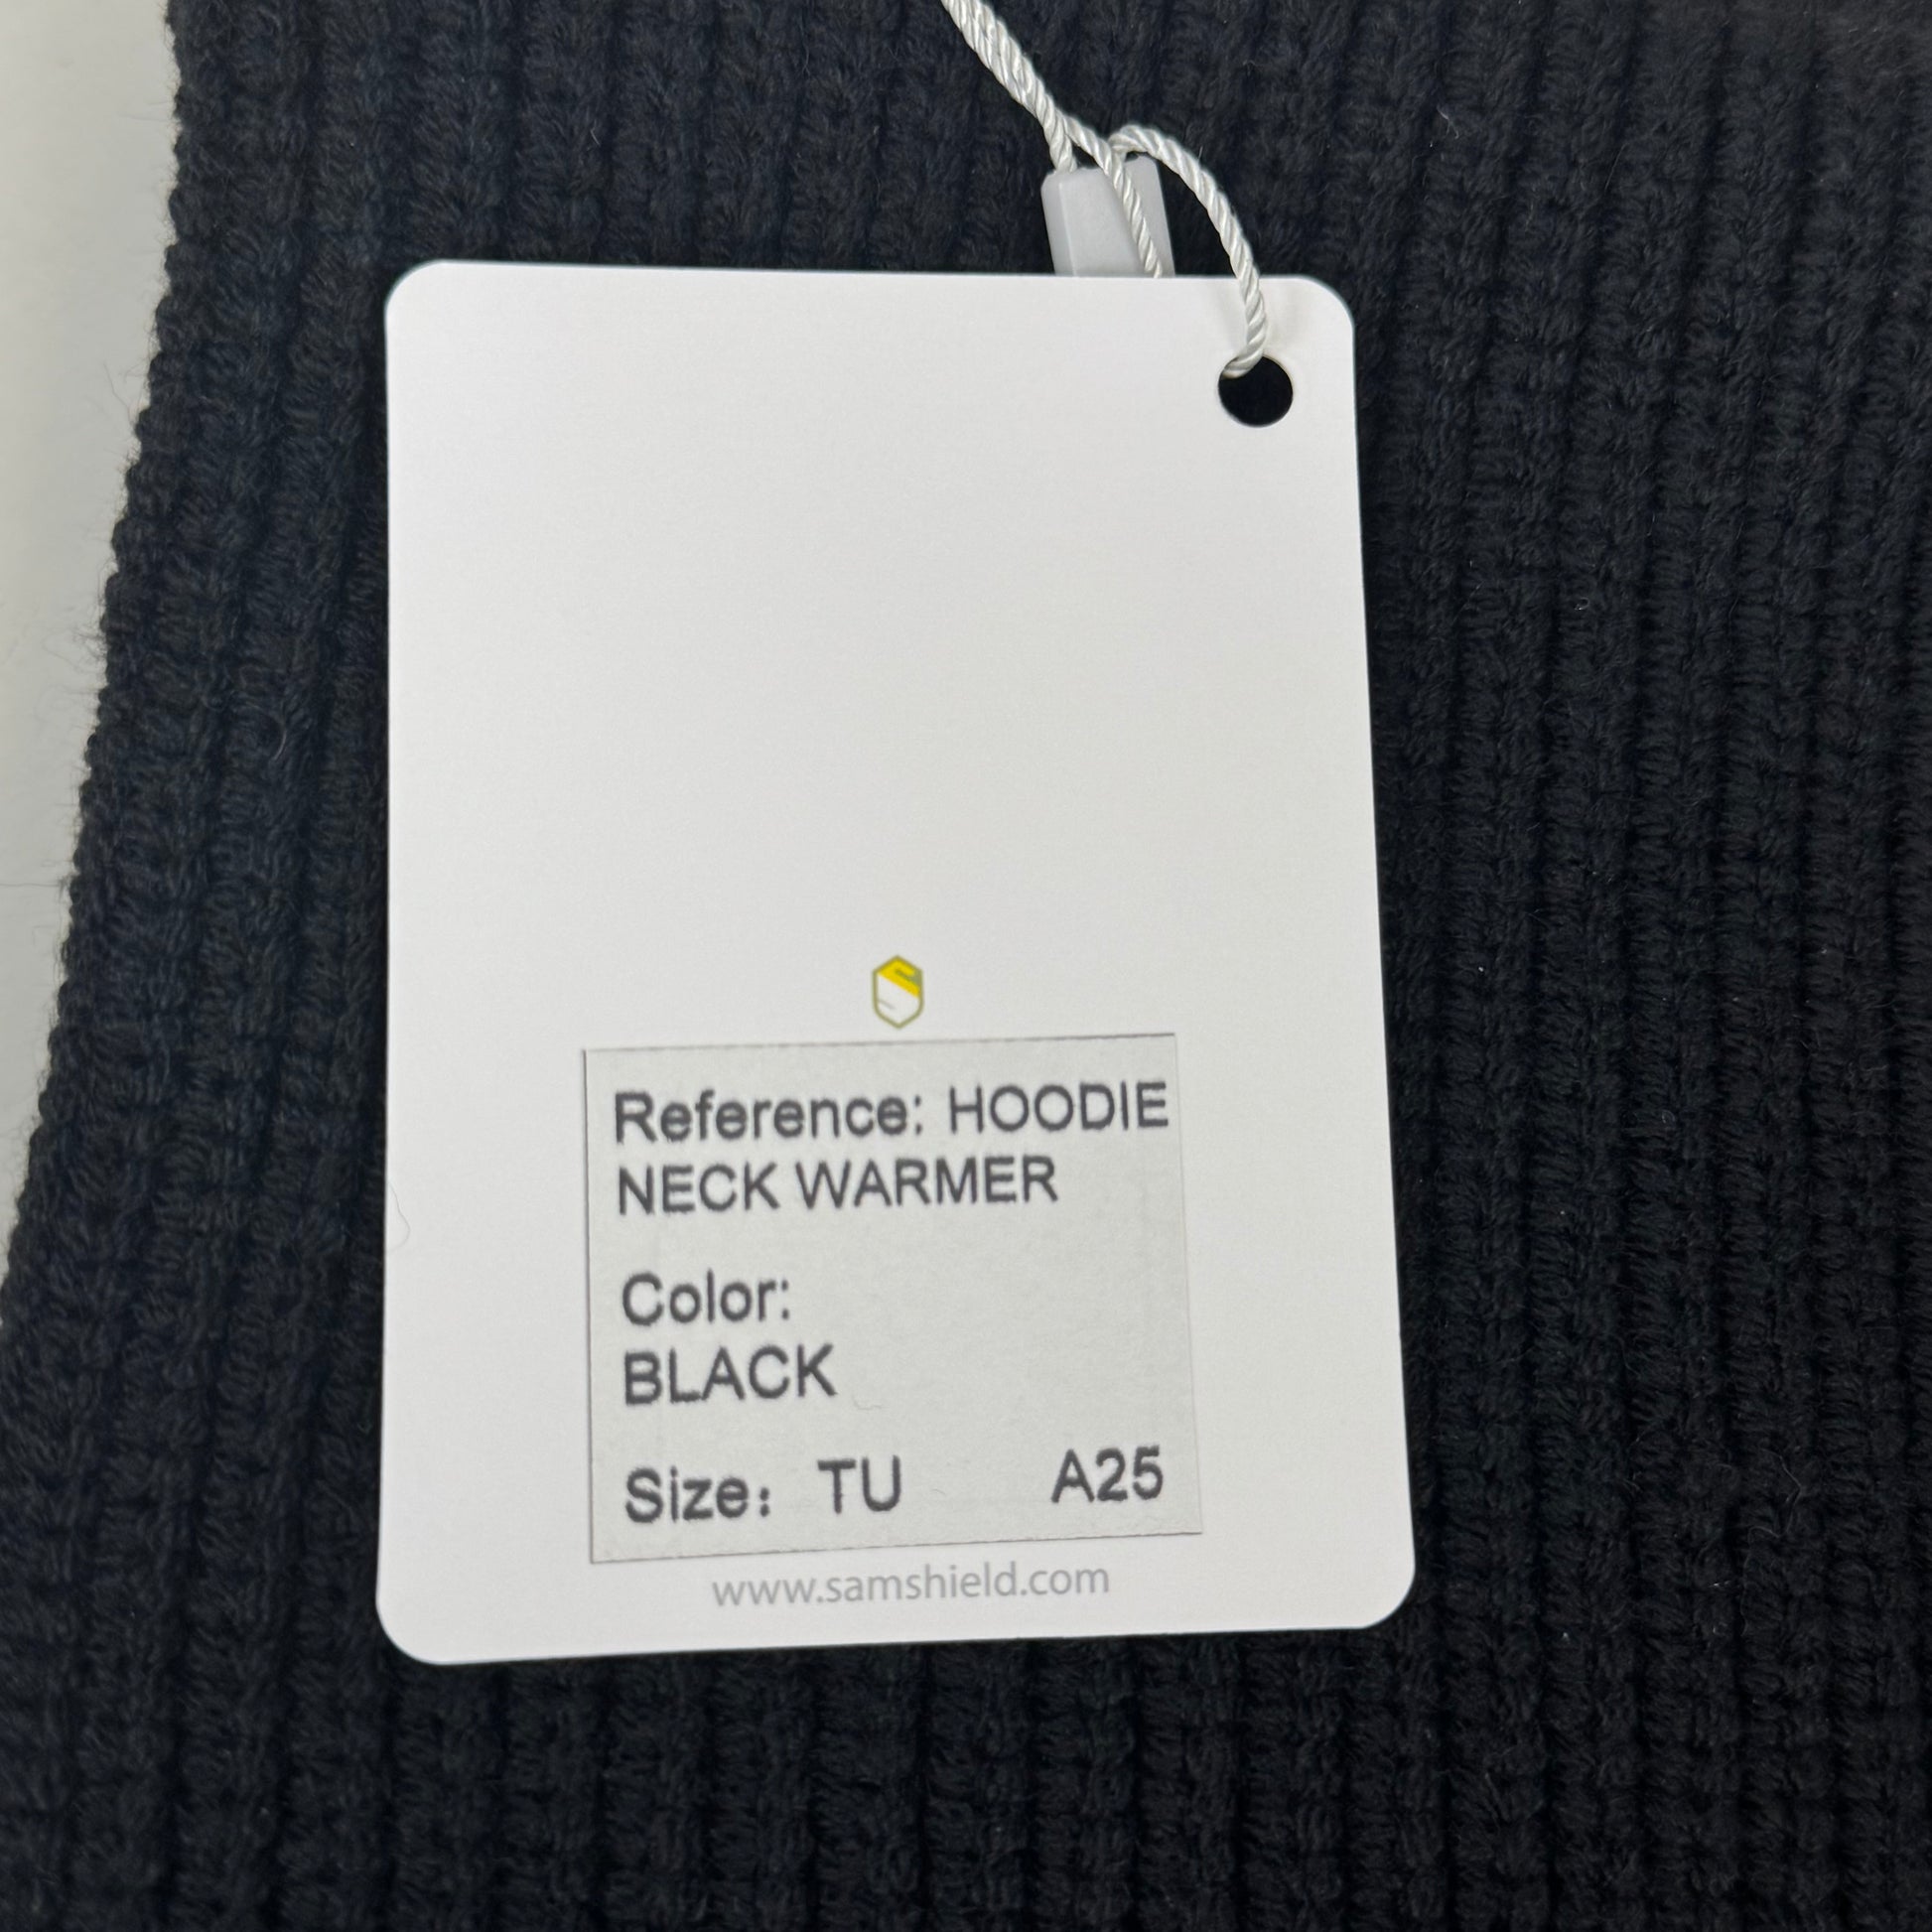 Reference: HOODIE
NECK WARMER
Color:
BLACK
Size: TU A25
www.samshield.com